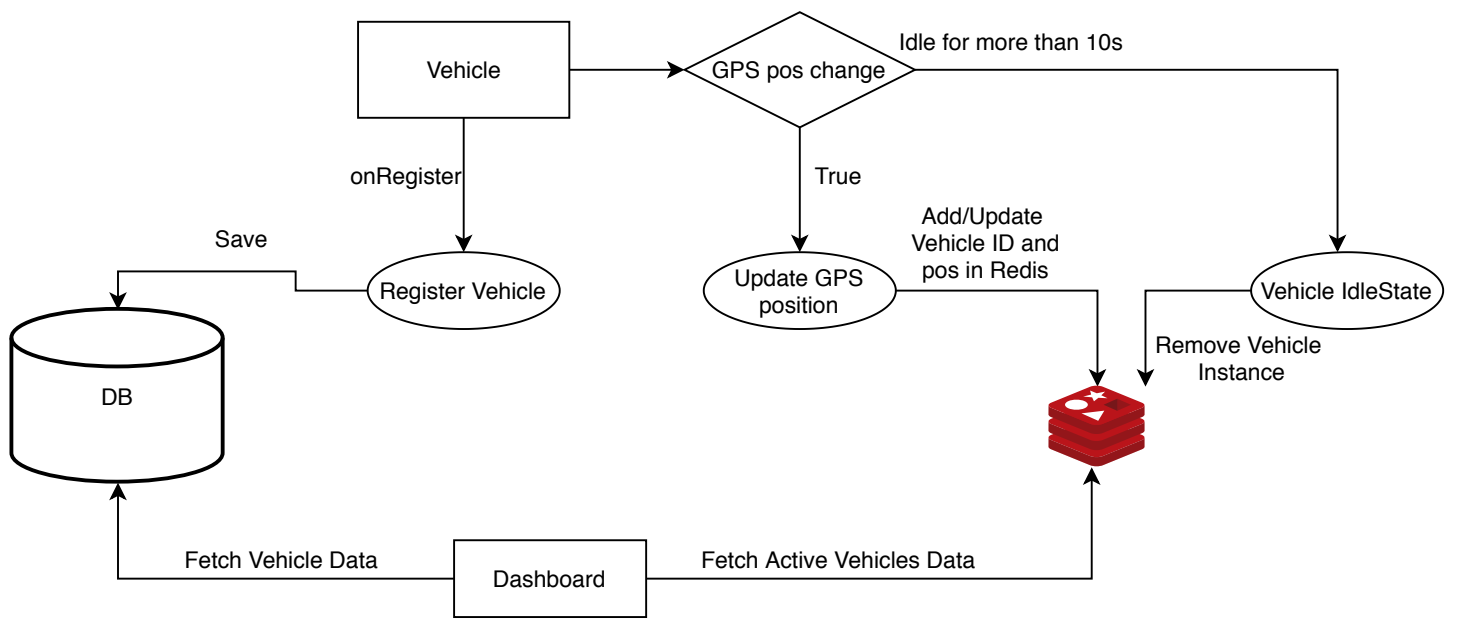 Idle for more than 10s
Vehicle
GPS pos change
onRegister
True
Add/Update
Vehicle ID and
pos in Redis
Save
Register Vehicle
Update GPS
position
Vehicle IdleState
Remove Vehicle
Instance
DB
Fetch Vehicle Data
Fetch Active Vehicles Data
Dashboard